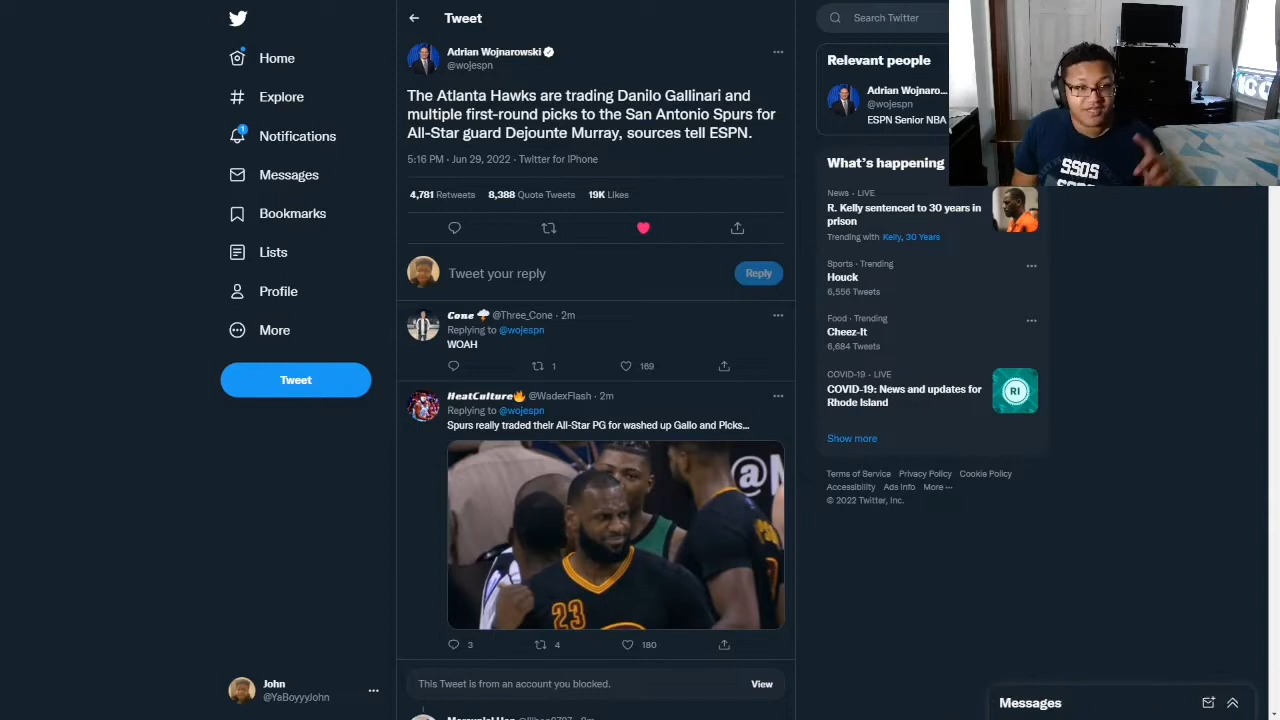 Tweet
Search Twitter
Home
Explore
1
Notifications
Messages
Bookmarks
Lists
Profile
More
Tweet
John
@YaBoyyyJohn
Adrian Wojnarowski
@wojespn
The Atlanta Hawks are trading Danilo Gallinari and
multiple first-round picks to the San Antonio Spurs for
All-Star guard Dejounte Murray, sources tell ESPN.
5:16 PM · Jun 29, 2022 · Twitter for iPhone
4,781 Retweets 8,388 Quote Tweets 19K Likes
Tweet your reply
Reply
Cone @Three_Cone · 2m
Replying to @wojespn
WOAH
1 169
HeatCulture @WadexFlash · 2m
Replying to @wojespn
Spurs really traded their All-Star PG for washed up Gallo and Picks...
@
23
3 4 180
This Tweet is from an account you blocked.
View
Relevant people
Adrian Wojnaro...
@wojespn
ESPN Senior NBA
What's happening
News · LIVE
R. Kelly sentenced to 30 years in
prison
Trending with Kelly, 30 Years
Sports · Trending
Houck
6,556 Tweets
Food · Trending
Cheez-It
6,684 Tweets
COVID-19 · LIVE
COVID-19: News and updates for
Rhode Island
RI
Show more
Terms of Service Privacy Policy Cookie Policy
Accessibility Ads info More ...
© 2022 Twitter, Inc.
SSOS
Messages